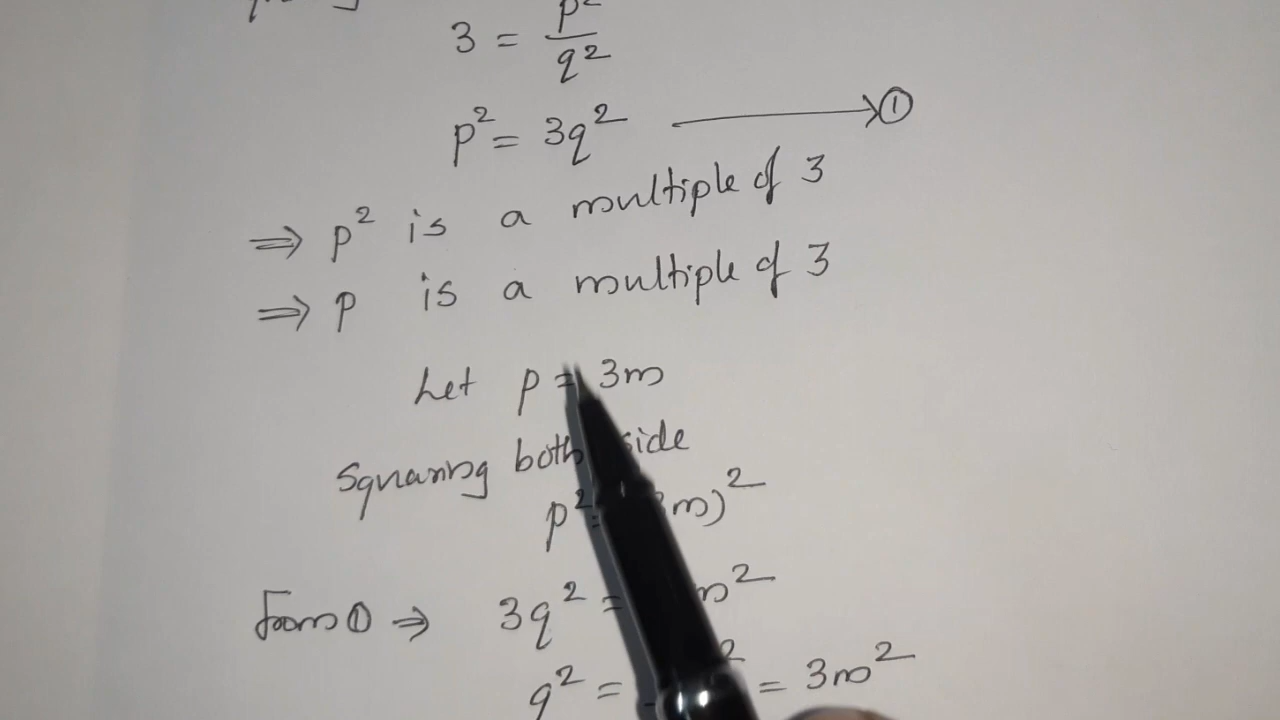 3 = p²/q²
p² = 3q² ⟶ ①
⇒ p² is a multiple of 3
⇒ p is a multiple of 3
Let p = 3m
Squaring both side
p² = m)²
From ① ⇒ 3q² = m²
q² = ² = 3m²